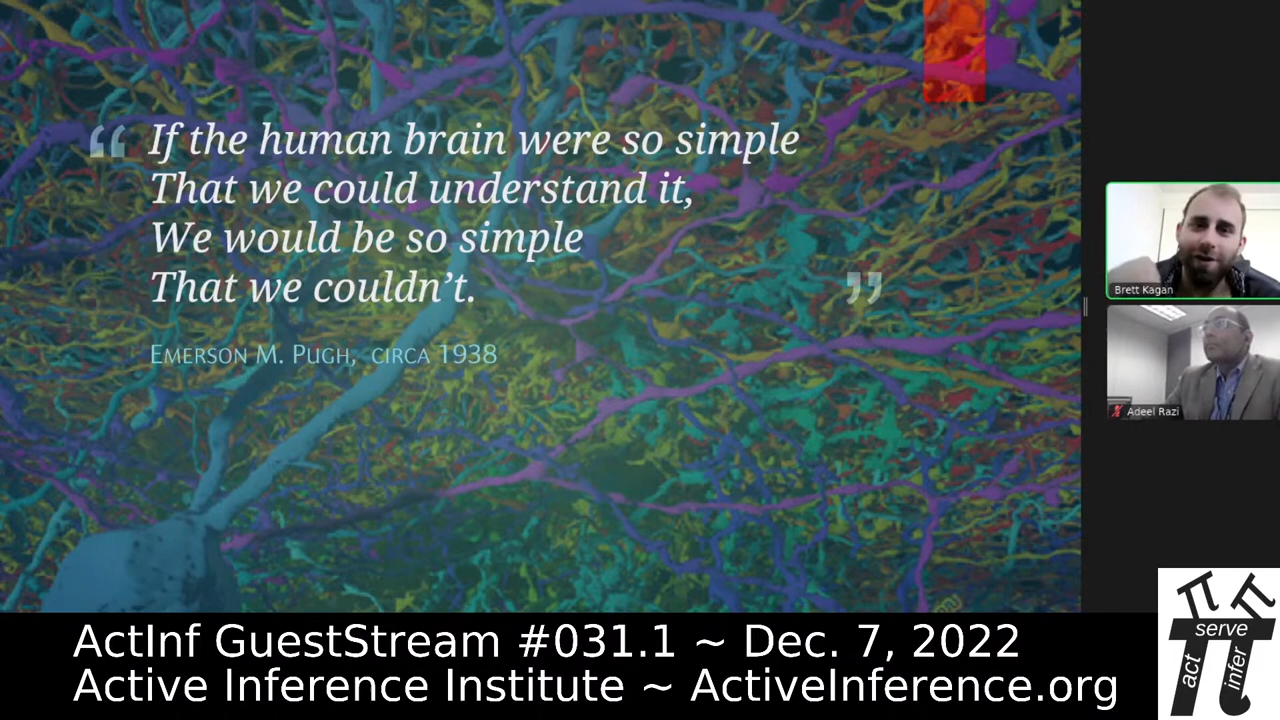 “ If the human brain were so simple
That we could understand it,
We would be so simple
That we couldn’t. ”
Emerson M. Pugh, circa 1938
Brett Kagan
Adeel Razi
ActInf GuestStream #031.1 ~ Dec. 7, 2022
Active Inference Institute ~ ActiveInference.org
π π
serve
act
infer